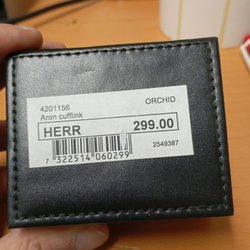 4201156 ORCHID
Aron cufflink
HERR 299.00
2549387
7 322514 060299